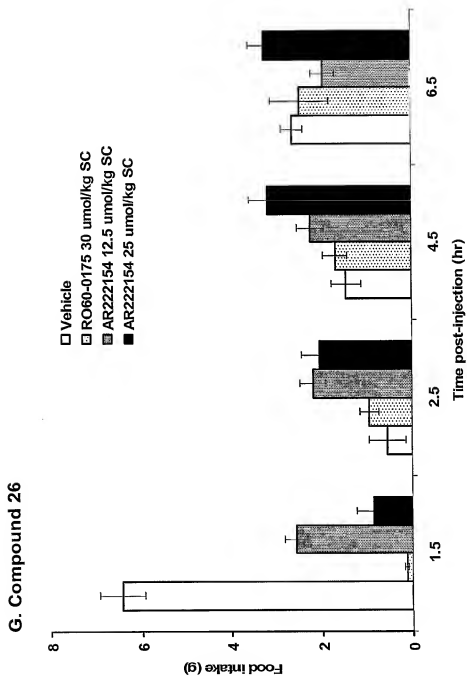 G. Compound 26
Vehicle
RO60-0175 30 umol/kg SC
AR222154 12.5 umol/kg SC
AR222154 25 umol/kg SC
Food intake (g)
8
6
4
2
0
1.5
2.5
4.5
6.5
Time post-injection (hr)